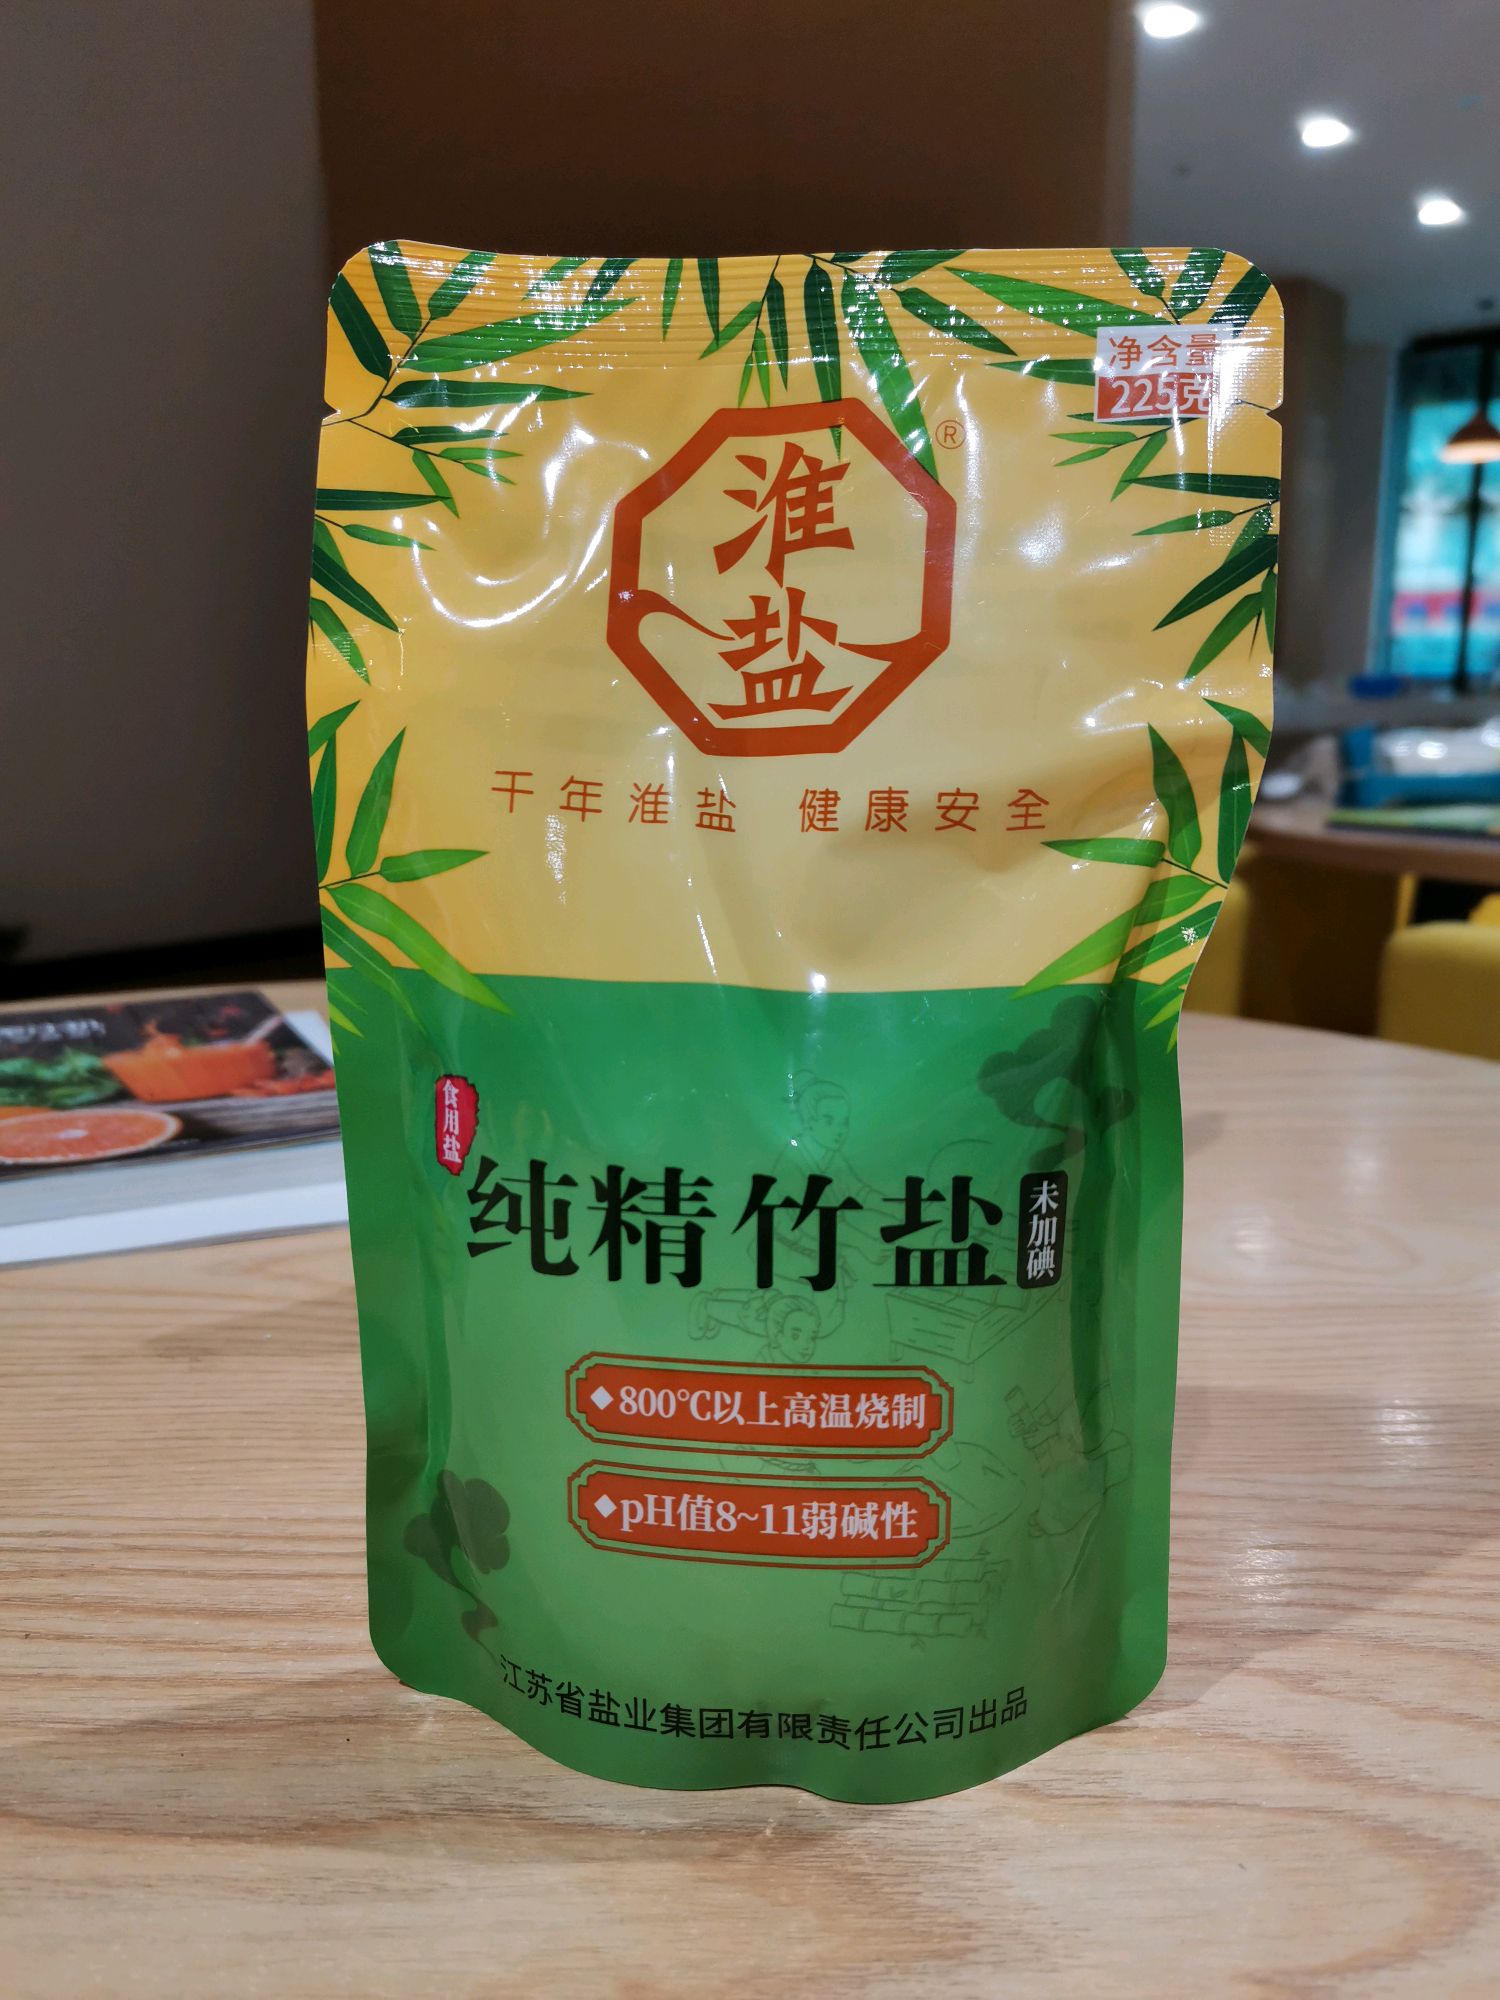 净含量
225克
淮
盐
®
千年淮盐 健康安全
食用盐
纯精竹盐
未加碘
◆800℃以上高温烧制
◆pH值8~11弱碱性
江苏省盐业集团有限责任公司出品